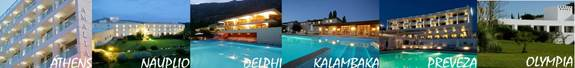 ATHENS NAUPLIO DELPHI KALAMBAKA PREVEZA OLYMPIA